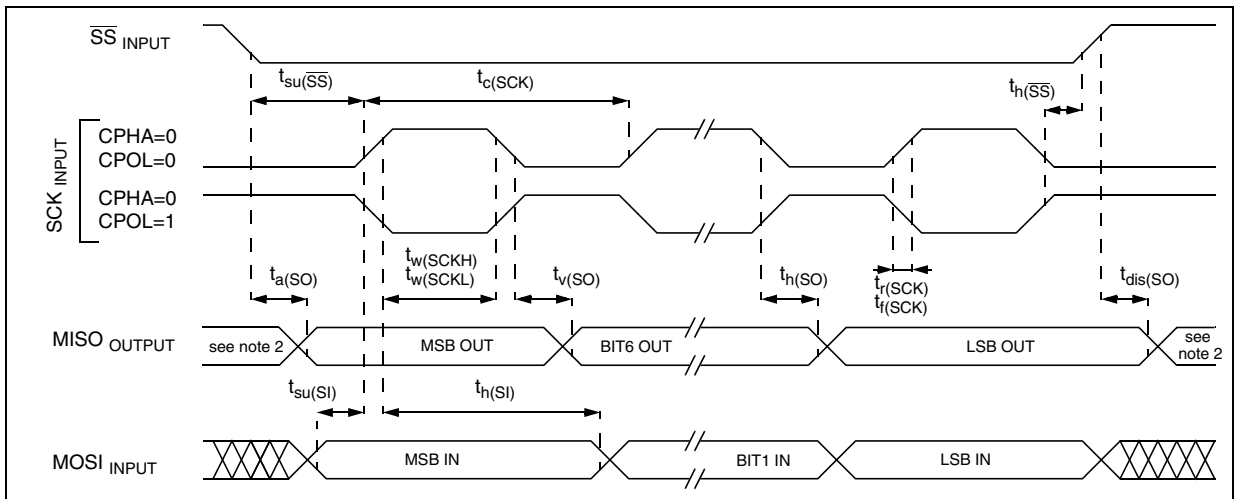 SS INPUT
tsu(SS)
tc(SCK)
th(SS)
SCK INPUT
CPHA=0
CPOL=0
CPHA=0
CPOL=1
ta(SO)
tw(SCKH)
tw(SCKL)
tv(SO)
th(SO)
tr(SCK)
tf(SCK)
tdis(SO)
MISO OUTPUT
see note 2
MSB OUT
BIT6 OUT
LSB OUT
see
note 2
tsu(SI)
th(SI)
MOSI INPUT
MSB IN
BIT1 IN
LSB IN